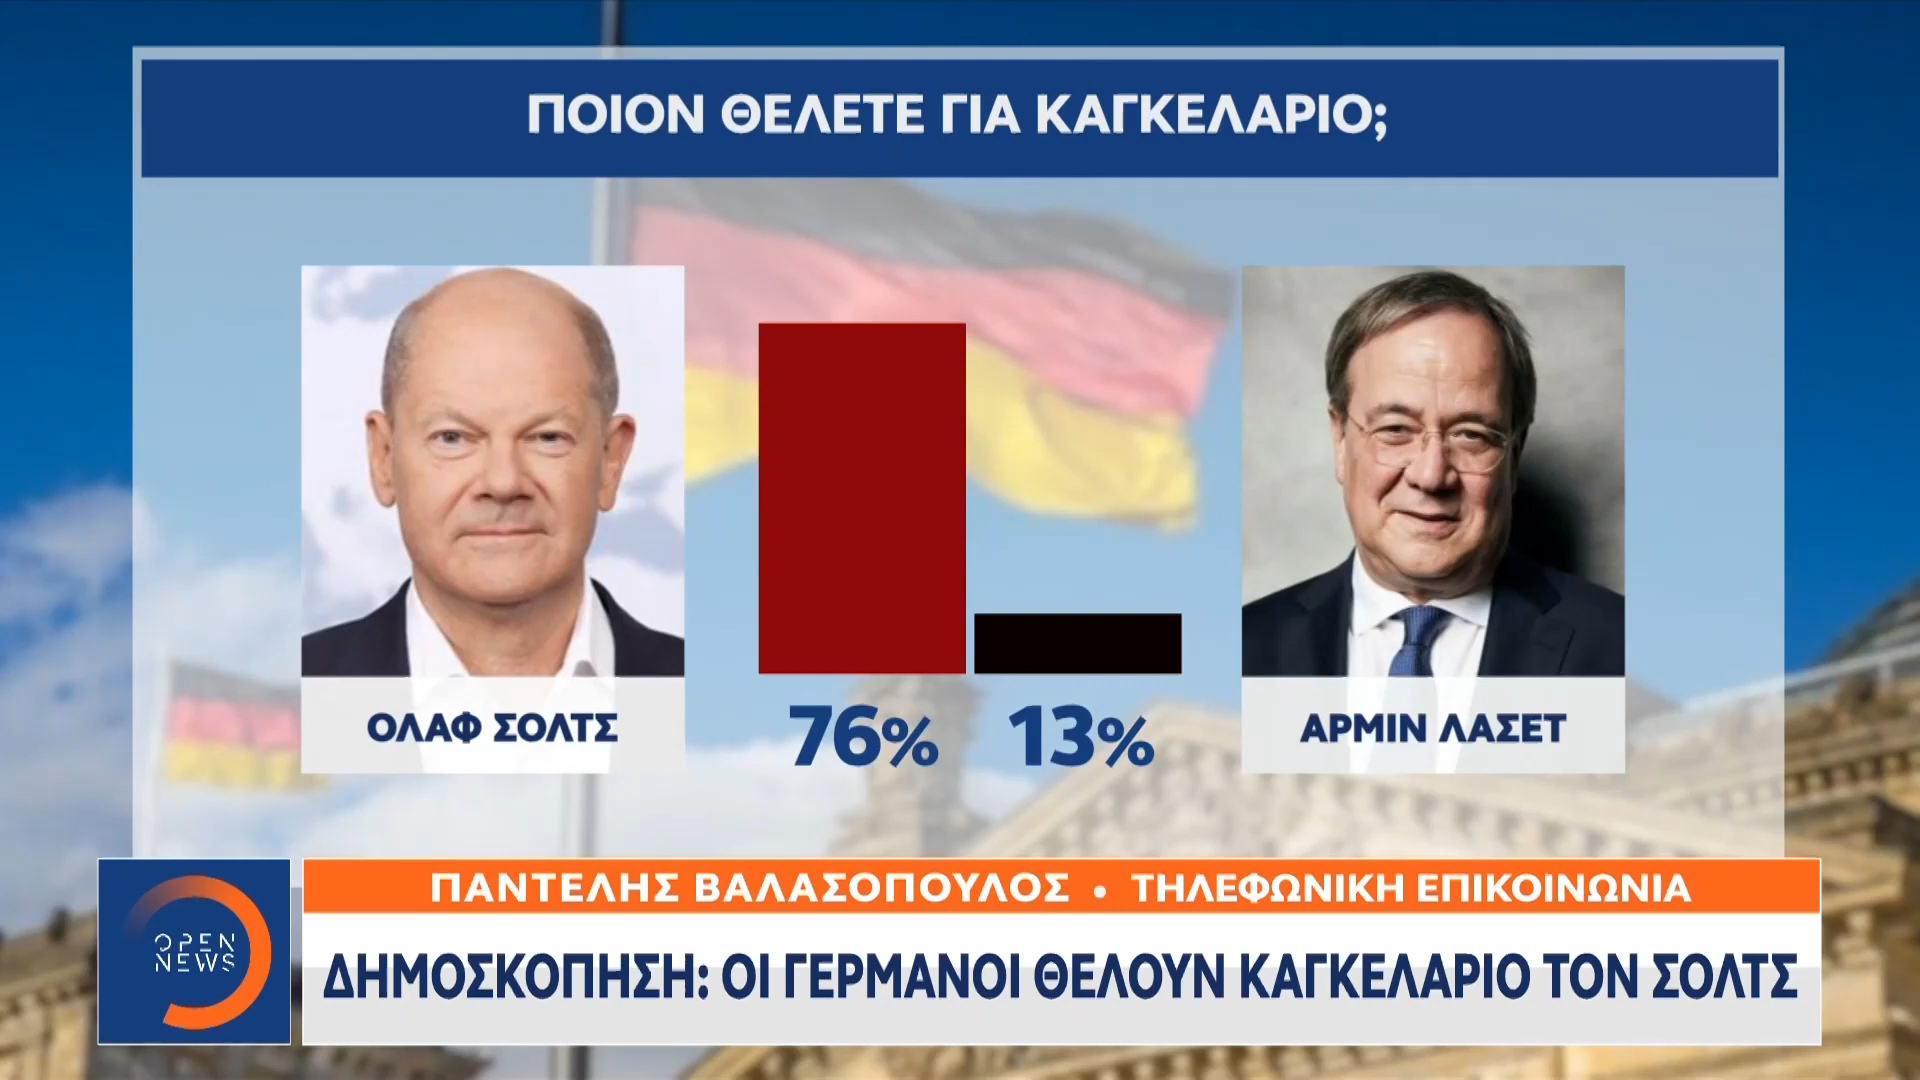 ΠΟΙΟΝ ΘΕΛΕΤΕ ΓΙΑ ΚΑΓΚΕΛΑΡΙΟ;
ΟΛΑΦ ΣΟΛΤΣ
76%
13%
ΑΡΜΙΝ ΛΑΣΕΤ
ΠΑΝΤΕΛΗΣ ΒΑΛΑΣΟΠΟΥΛΟΣ • ΤΗΛΕΦΩΝΙΚΗ ΕΠΙΚΟΙΝΩΝΙΑ
OPEN
NEWS
ΔΗΜΟΣΚΟΠΗΣΗ: ΟΙ ΓΕΡΜΑΝΟΙ ΘΕΛΟΥΝ ΚΑΓΚΕΛΑΡΙΟ ΤΟΝ ΣΟΛΤΣ